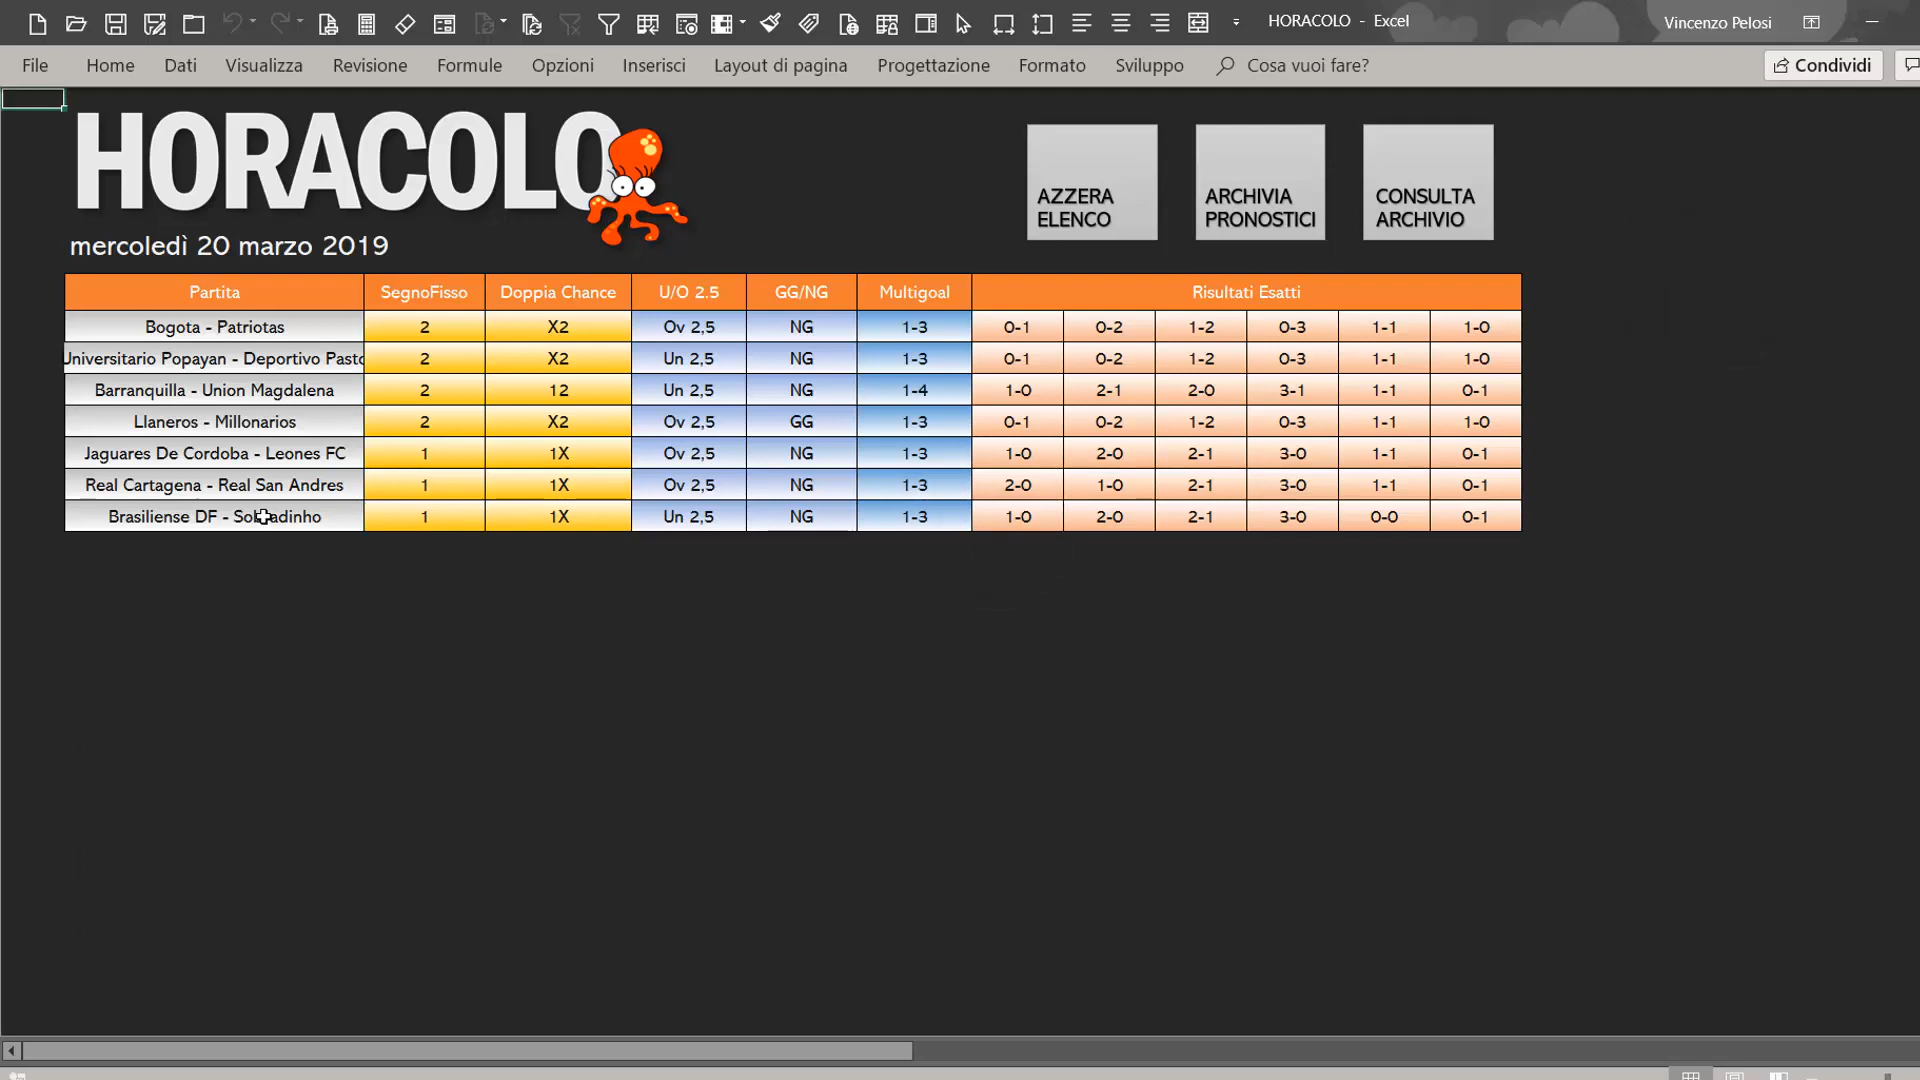 HORACOLO - Excel
Vincenzo Pelosi
File Home Dati Visualizza Revisione Formule Opzioni Inserisci Layout di pagina Progettazione Formato Sviluppo Cosa vuoi fare? Condividi
HORACOLO
AZZERA
ELENCO
ARCHIVIA
PRONOSTICI
CONSULTA
ARCHIVIO
mercoledì 20 marzo 2019
Partita SegnoFisso Doppia Chance U/O 2.5 GG/NG Multigoal Risultati Esatti
Bogota - Patriotas 2 X2 Ov 2,5 NG 1-3 0-1 0-2 1-2 0-3 1-1 1-0
Universitario Popayan - Deportivo Pasto 2 X2 Un 2,5 NG 1-3 0-1 0-2 1-2 0-3 1-1 1-0
Barranquilla - Union Magdalena 2 12 Un 2,5 NG 1-4 1-0 2-1 2-0 3-1 1-1 0-1
Llaneros - Millonarios 2 X2 Ov 2,5 GG 1-3 0-1 0-2 1-2 0-3 1-1 1-0
Jaguares De Cordoba - Leones FC 1 1X Ov 2,5 NG 1-3 1-0 2-0 2-1 3-0 1-1 0-1
Real Cartagena - Real San Andres 1 1X Ov 2,5 NG 1-3 2-0 1-0 2-1 3-0 1-1 0-1
Brasiliense DF - Sobradinho 1 1X Un 2,5 NG 1-3 1-0 2-0 2-1 3-0 0-0 0-1